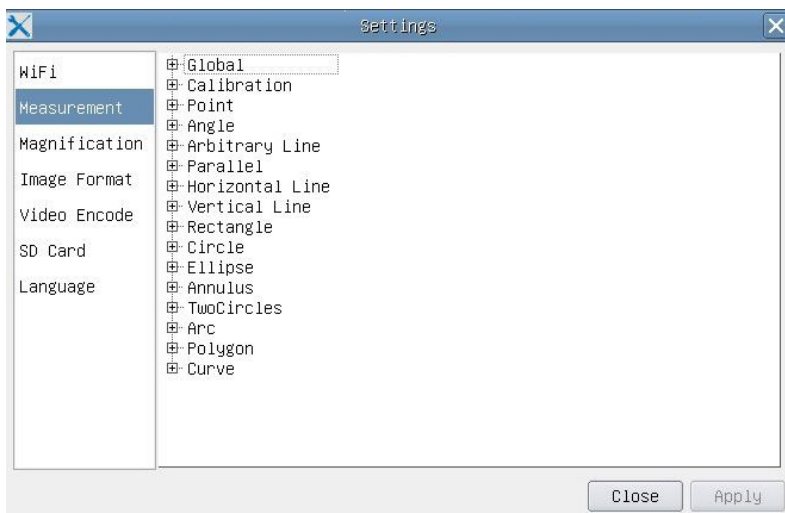 Settings
WiFi
Measurement
Magnification
Image Format
Video Encode
SD Card
Language
Global
Calibration
Point
Angle
Arbitrary Line
Parallel
Horizontal Line
Vertical Line
Rectangle
Circle
Ellipse
Annulus
TwoCircles
Arc
Polygon
Curve
Close
Apply